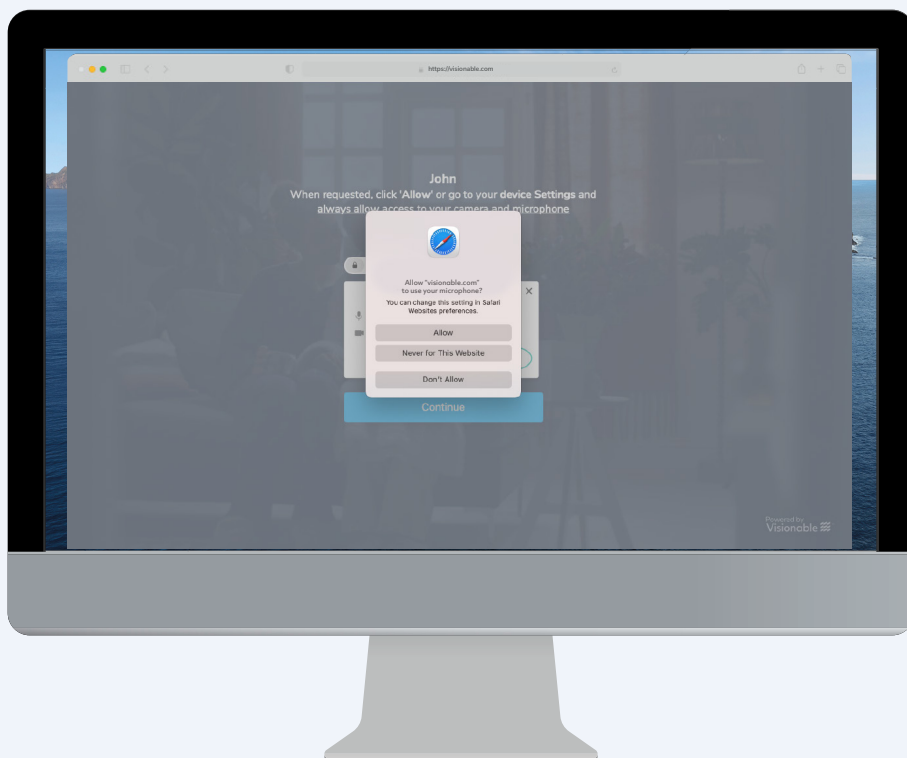 https://visionable.com
John
When requested, click 'Allow' or go to your device Settings and
always allow access to your camera and microphone
Allow "visionable.com"
to use your microphone?
You can change this setting in Safari
Websites preferences.
Allow
Never for This Website
Don't Allow
Continue
Powered by
Visionable